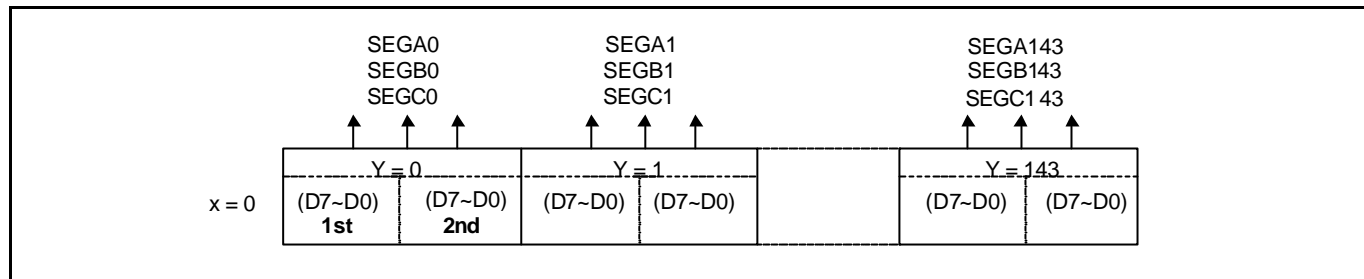 SEGA0 SEGA1 SEGA143
SEGB0 SEGB1 SEGB143
SEGC0 SEGC1 SEGC1 43
Y = 0 Y = 1 Y = 143
x = 0 (D7~D0) (D7~D0) (D7~D0) (D7~D0) (D7~D0) (D7~D0)
1st 2nd